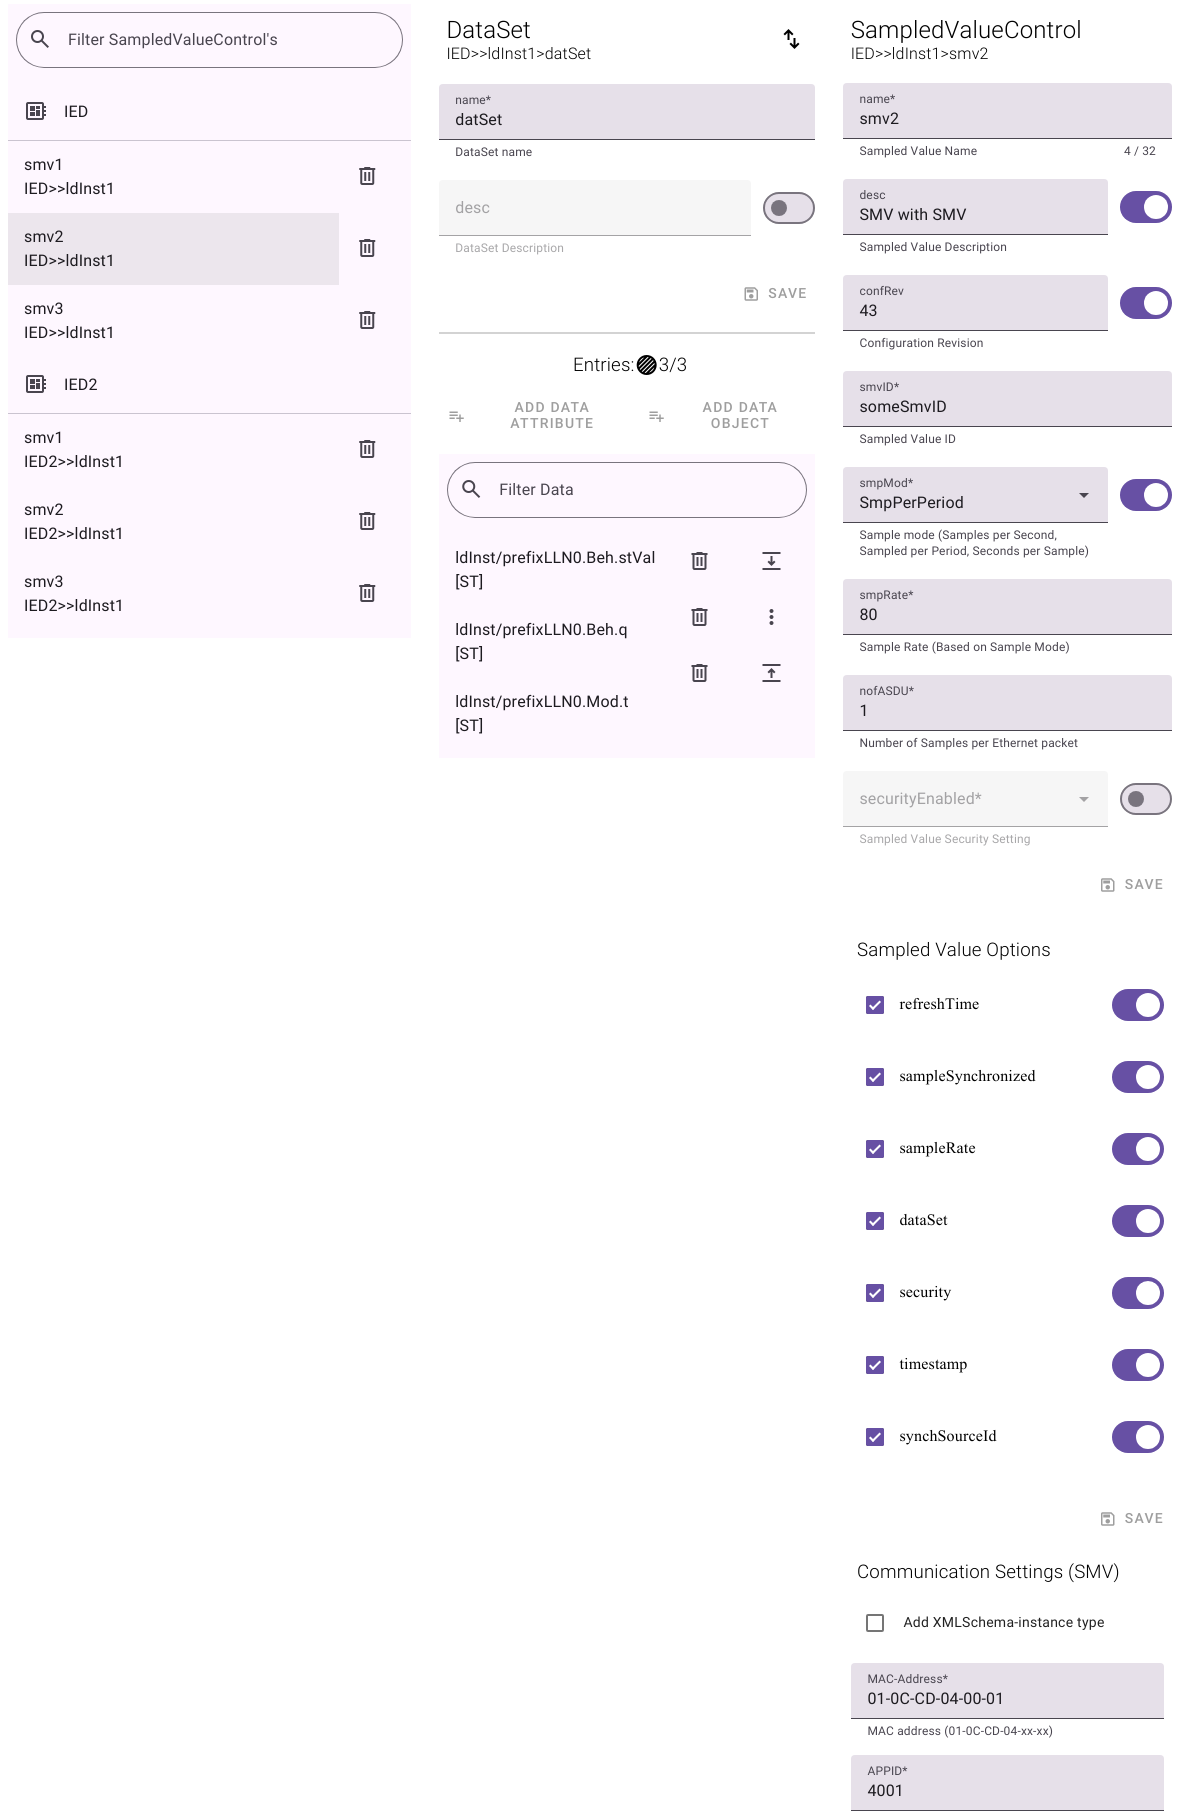 Filter SampledValueControl's
IED
smv1
IED>>ldInst1
smv2
IED>>ldInst1
smv3
IED>>ldInst1
IED2
smv1
IED2>>ldInst1
smv2
IED2>>ldInst1
smv3
IED2>>ldInst1
DataSet
IED>>ldInst1>datSet
name*
datSet
DataSet name
desc
DataSet Description
SAVE
Entries: 3/3
ADD DATA
ATTRIBUTE
ADD DATA
OBJECT
Filter Data
ldInst/prefixLLN0.Beh.stVal
[ST]
ldInst/prefixLLN0.Beh.q
[ST]
ldInst/prefixLLN0.Mod.t
[ST]
SampledValueControl
IED>>ldInst1>smv2
name*
smv2
Sampled Value Name 4 / 32
desc
SMV with SMV
Sampled Value Description
confRev
43
Configuration Revision
smvID*
someSmvID
Sampled Value ID
smpMod*
SmpPerPeriod
Sample mode (Samples per Second,
Sampled per Period, Seconds per Sample)
smpRate*
80
Sample Rate (Based on Sample Mode)
nofASDU*
1
Number of Samples per Ethernet packet
securityEnabled*
Sampled Value Security Setting
SAVE
Sampled Value Options
refreshTime
sampleSynchronized
sampleRate
dataSet
security
timestamp
synchSourceId
SAVE
Communication Settings (SMV)
Add XMLSchema-instance type
MAC-Address*
01-0C-CD-04-00-01
MAC address (01-0C-CD-04-xx-xx)
APPID*
4001